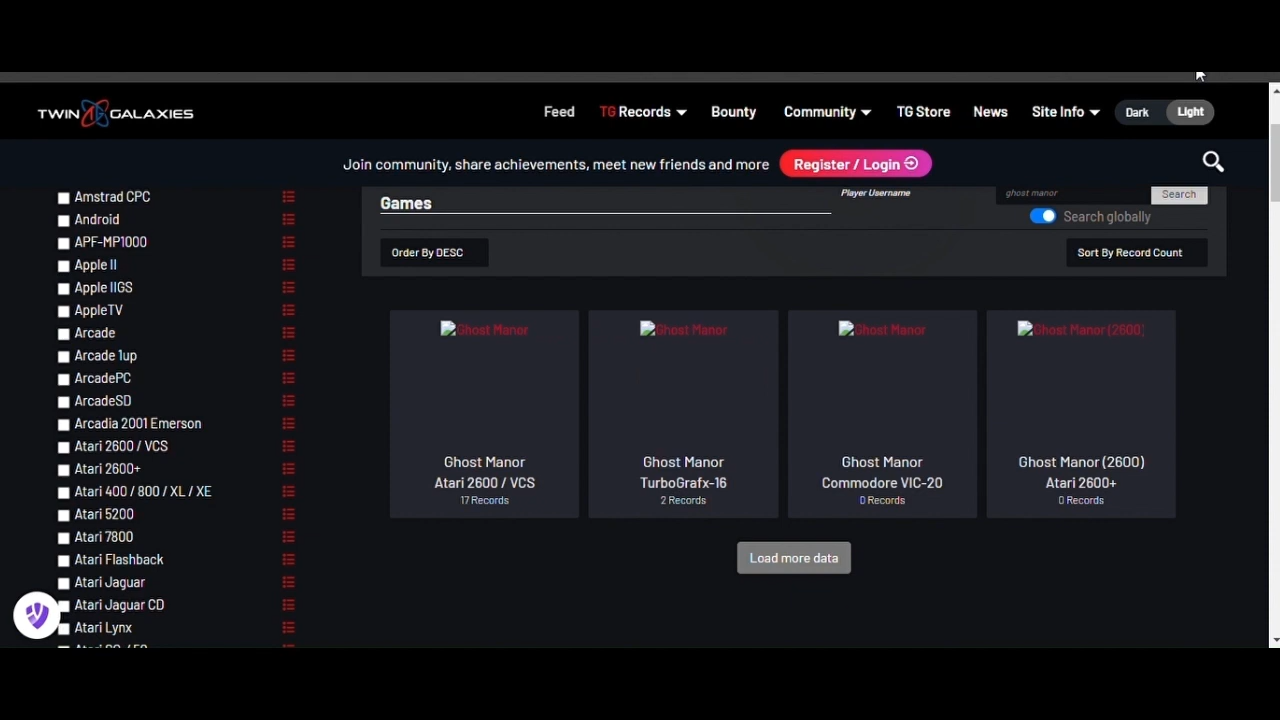 TWIN GALAXIES
Feed
TG Records
Bounty
Community
TG Store
News
Site Info
Dark
Light
Join community, share achievements, meet new friends and more
Register / Login
Amstrad CPC
Android
APF-MP1000
Apple II
Apple IIGS
AppleTV
Arcade
Arcade 1up
ArcadePC
ArcadeSD
Arcadia 2001 Emerson
Atari 2600 / VCS
Atari 2600+
Atari 400 / 800 / XL / XE
Atari 5200
Atari 7800
Atari Flashback
Atari Jaguar
Atari Jaguar CD
Atari Lynx
Games
Player Username
ghost manor
Search
Search globally
Order By DESC
Sort By Record Count
Ghost Manor
Ghost Manor
Atari 2600 / VCS
17 Records
Ghost Manor
Ghost Manor
TurboGrafx-16
2 Records
Ghost Manor
Ghost Manor
Commodore VIC-20
0 Records
Ghost Manor (2600)
Ghost Manor (2600)
Atari 2600+
0 Records
Load more data